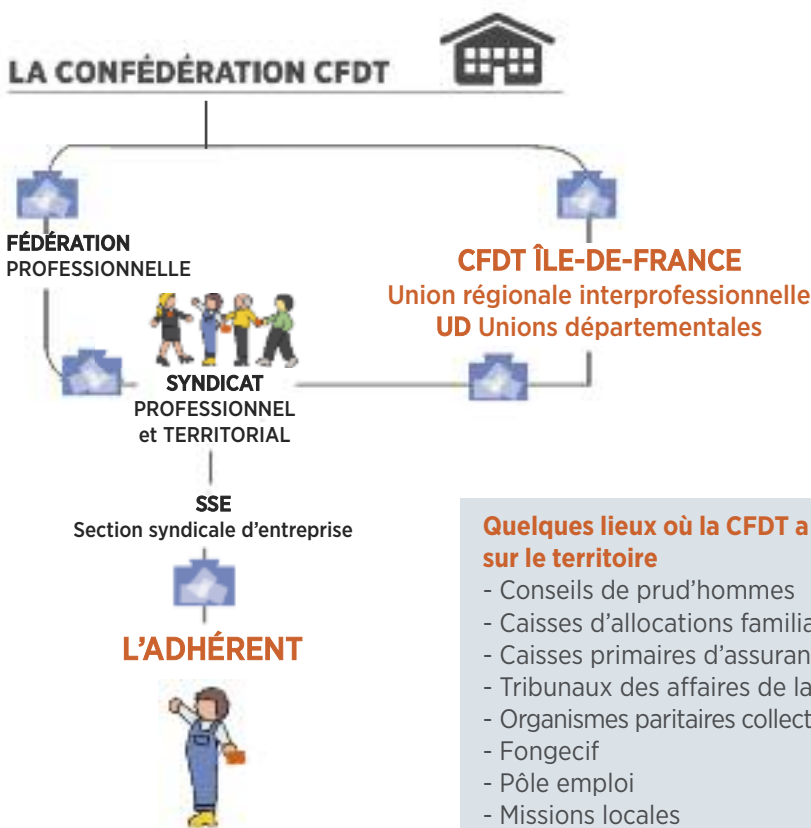 LA CONFÉDÉRATION CFDT
FÉDÉRATION
PROFESSIONNELLE
CFDT ÎLE-DE-FRANCE
Union régionale interprofessionnelle
UD Unions départementales
SYNDICAT
PROFESSIONNEL
et TERRITORIAL
SSE
Section syndicale d'entreprise
L'ADHÉRENT
Quelques lieux où la CFDT a
sur le territoire
- Conseils de prud'hommes
- Caisses d'allocations familia
- Caisses primaires d'assuran
- Tribunaux des affaires de la
- Organismes paritaires collect
- Fongecif
- Pôle emploi
- Missions locales